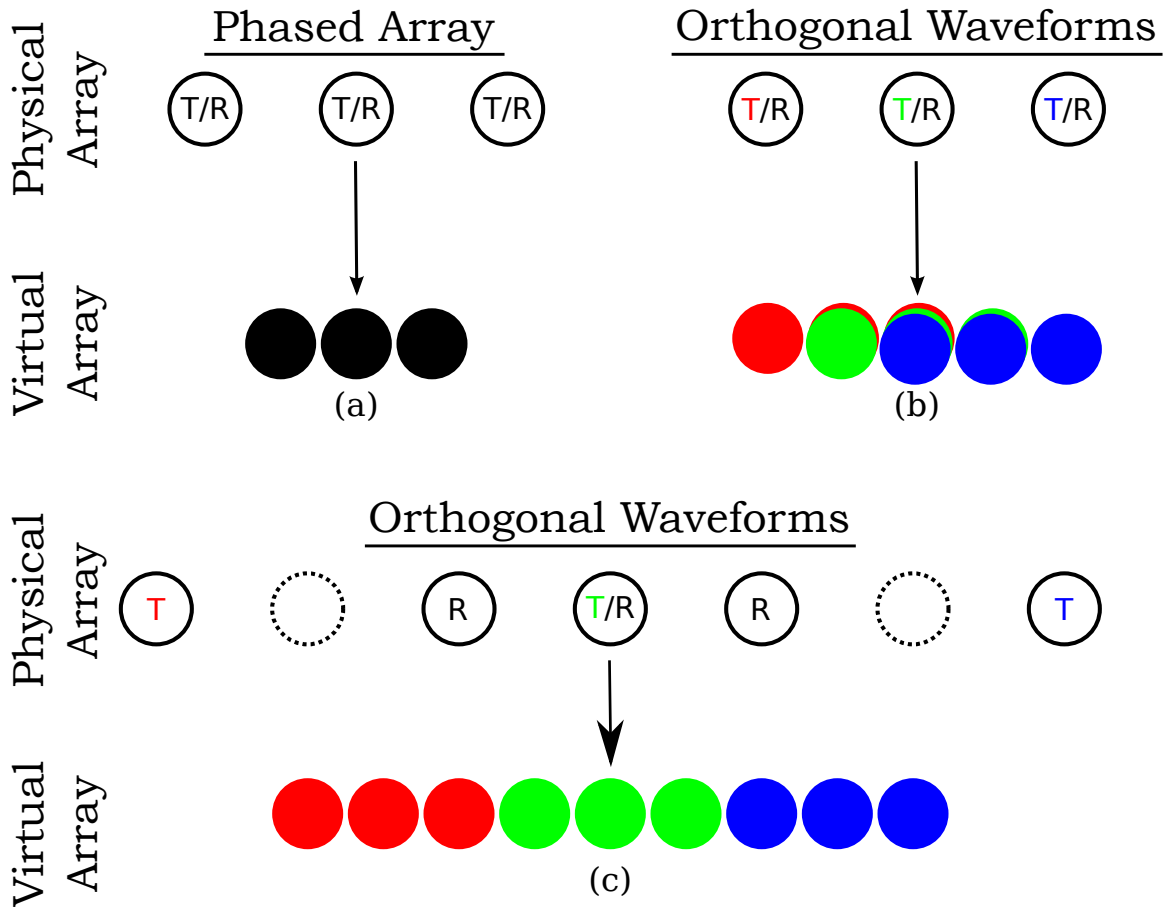 Phased Array
Orthogonal Waveforms
Physical
Array
T/R T/R T/R
T/R T/R T/R
Virtual
Array
(a)
(b)
Orthogonal Waveforms
Physical
Array
T R T/R R T
Virtual
Array
(c)